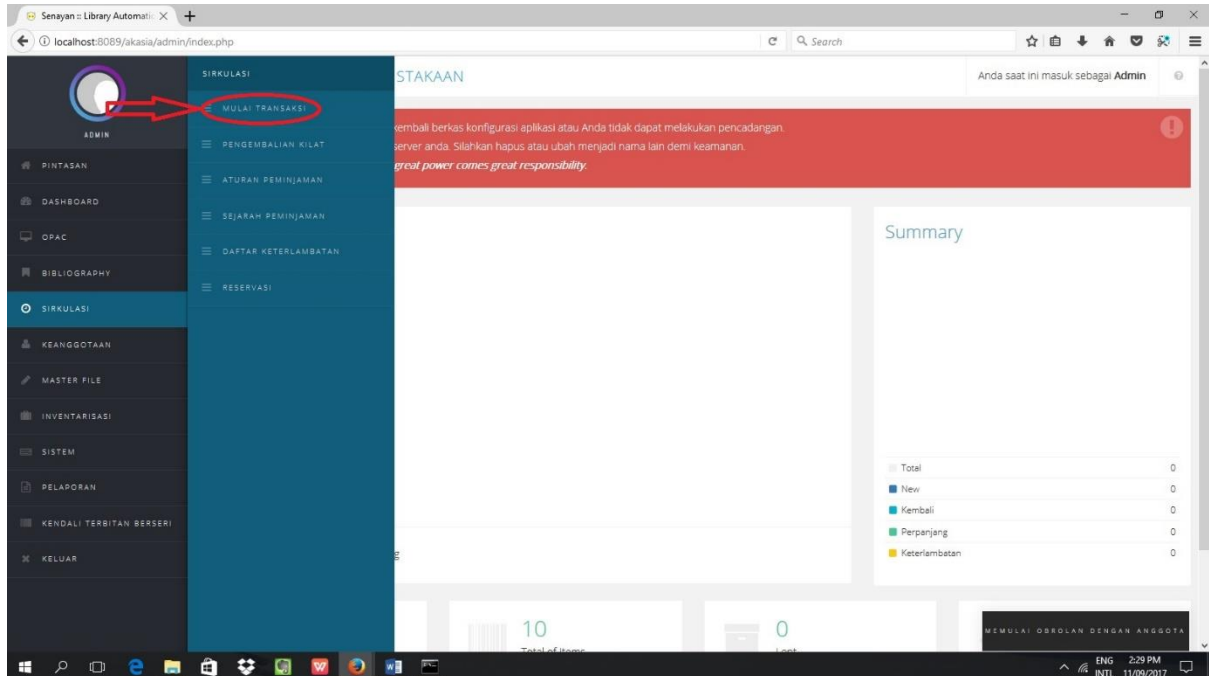 Senayan :: Library Automatic
localhost:8089/akasia/admin/index.php
Search
ADMIN
PINTASAN
DASHBOARD
OPAC
BIBLIOGRAPHY
SIRKULASI
KEANGGOTAAN
MASTER FILE
INVENTARISASI
SISTEM
PELAPORAN
KENDALI TERBITAN BERSERI
KELUAR
SIRKULASI
MULAI TRANSAKSI
PENGEMBALIAN KILAT
ATURAN PEMINJAMAN
SEJARAH PEMINJAMAN
DAFTAR KETERLAMBATAN
RESERVASI
STAKAAN
Anda saat ini masuk sebagai Admin
kembali berkas konfigurasi aplikasi atau Anda tidak dapat melakukan pencadangan.
server anda. Silahkan hapus atau ubah menjadi nama lain demi keamanan.
great power comes great responsibility.
Summary
Total 0
New 0
Kembali 0
Perpanjang 0
Keterlambatan 0
g
10
Total of Items
0
Lent
MEMULAI OBROLAN DENGAN ANGGOTA
ENG 2:29 PM
INTL 11/09/2017